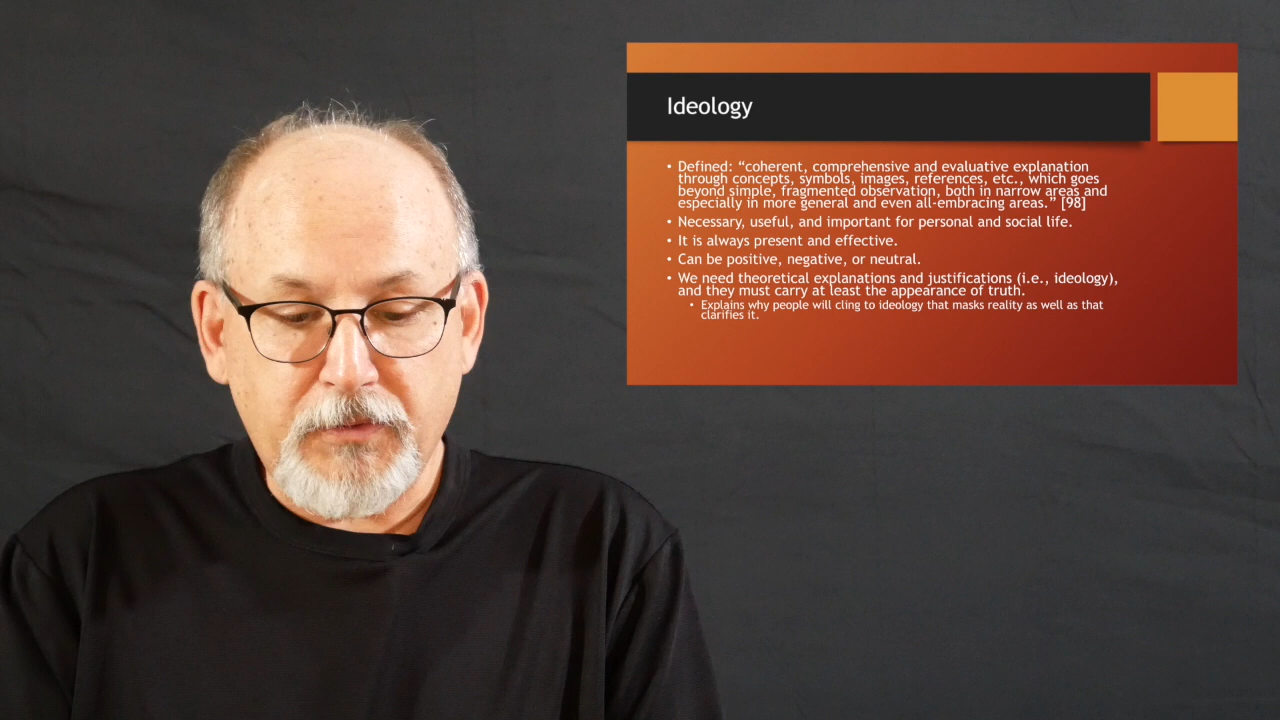 Ideology
• Defined: “coherent, comprehensive and evaluative explanation
through concepts, symbols, images, references, etc., which goes
beyond simple, fragmented observation, both in narrow areas and
especially in more general and even all-embracing areas.” [98]
• Necessary, useful, and important for personal and social life.
• It is always present and effective.
• Can be positive, negative, or neutral.
• We need theoretical explanations and justifications (i.e., ideology),
and they must carry at least the appearance of truth.
• Explains why people will cling to ideology that masks reality as well as that
clarifies it.